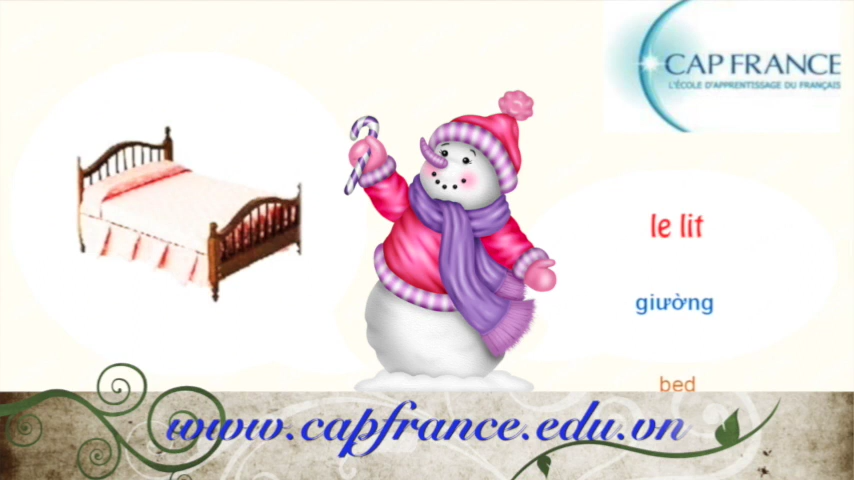 CAP FRANCE
L'ÉCOLE D'APPRENTISSAGE DU FRANÇAIS
le lit
giường
bed
www.capfrance.edu.vn